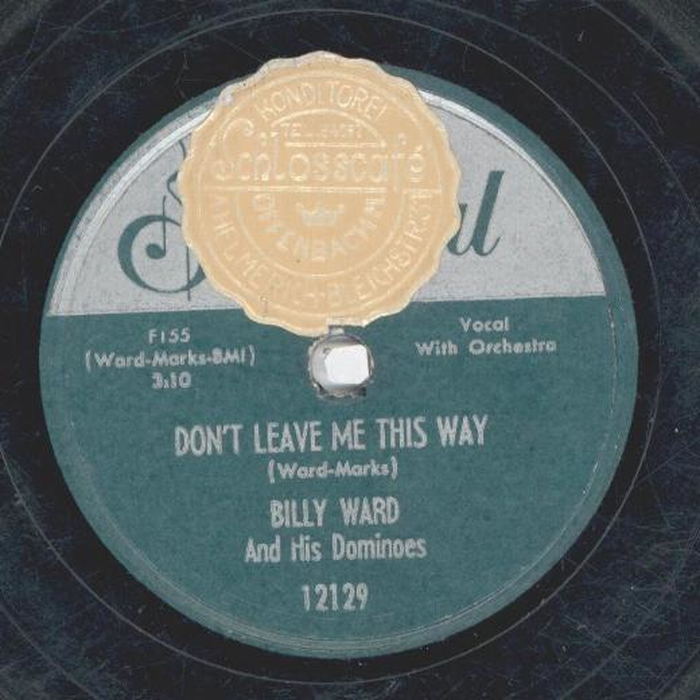 KONDITOREI
Schlosscafé
OFFENBACH/M.
F155
(Ward-Marks-BMI)
3:10
Vocal
With Orchestra
DON'T LEAVE ME THIS WAY
(Ward-Marks)
BILLY WARD
And His Dominoes
12129